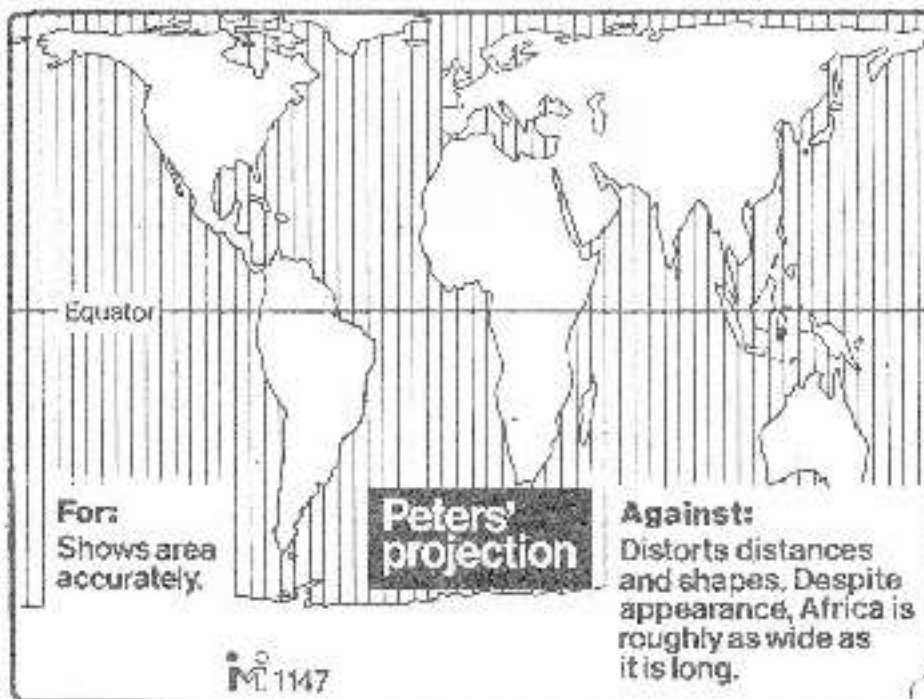 Equator
For:
Shows area
accurately.
Peters'
projection
Against:
Distorts distances
and shapes. Despite
appearance, Africa is
roughly as wide as
it is long.
1147